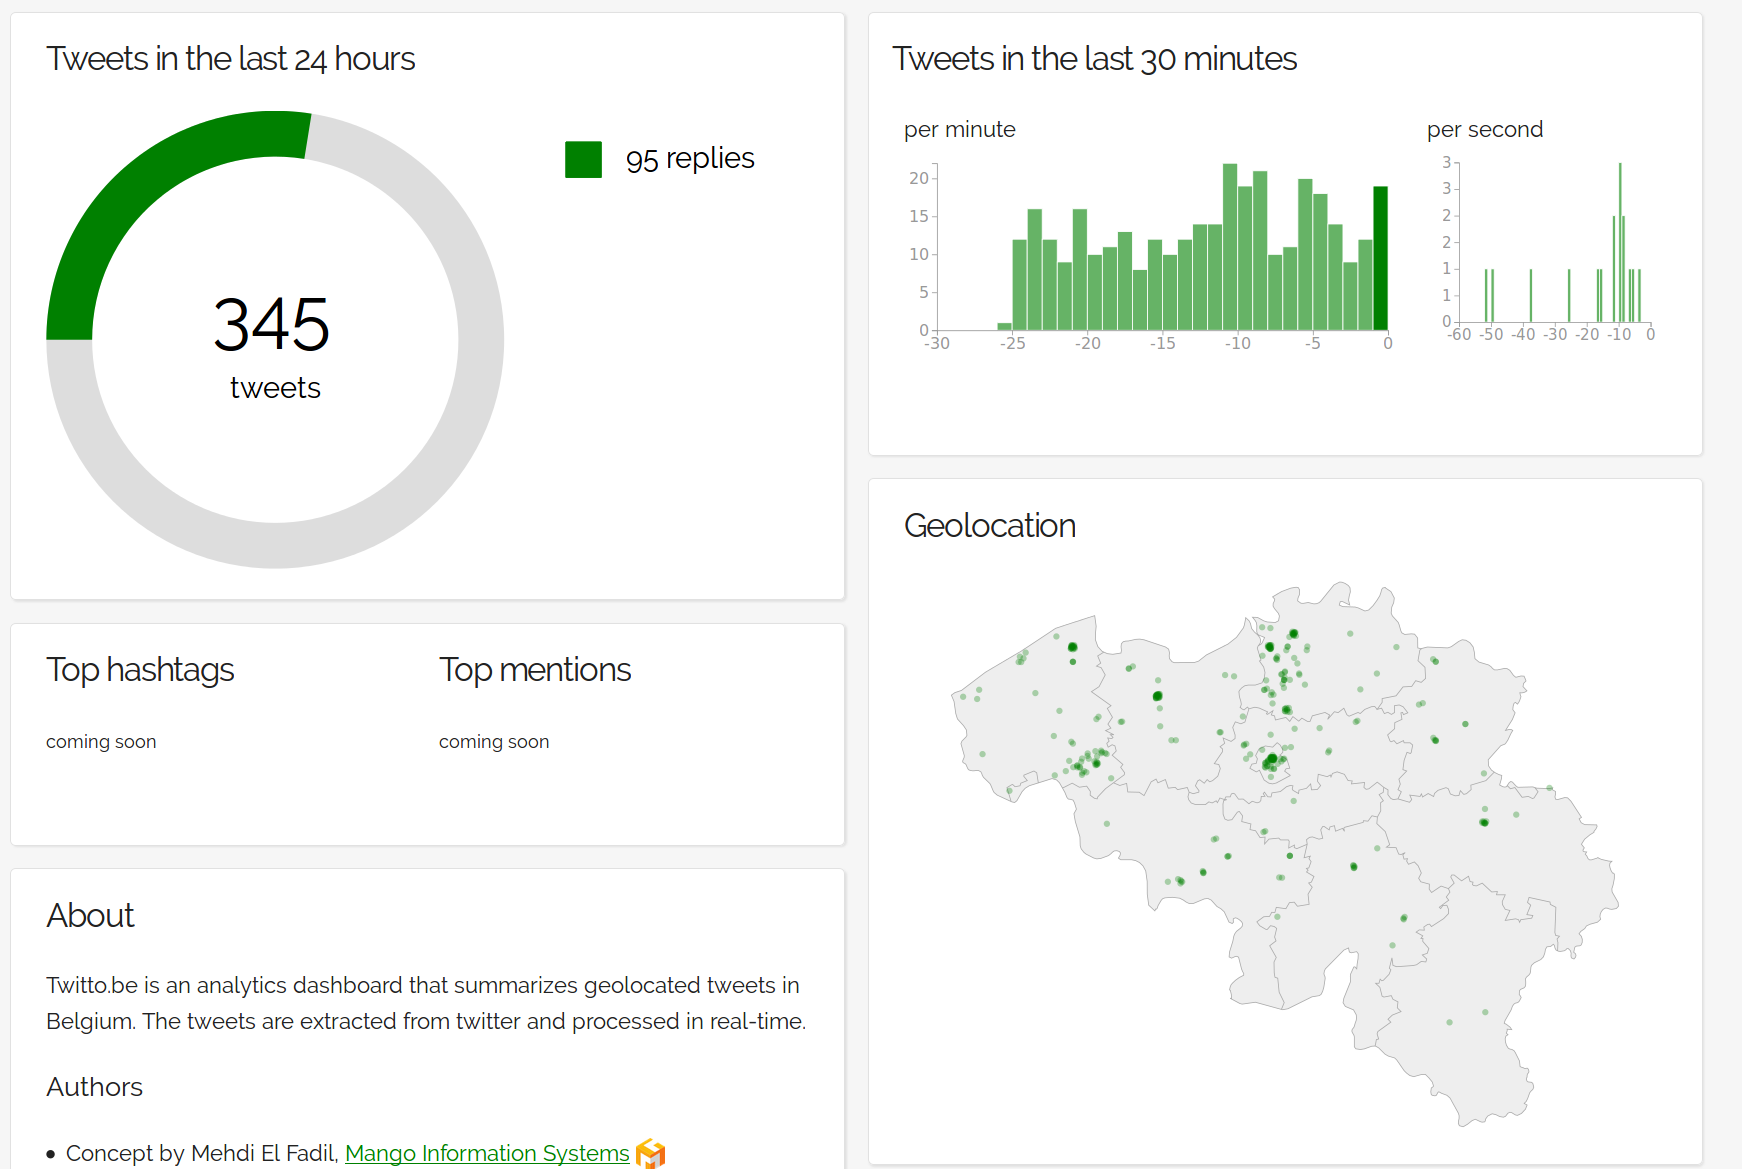 Tweets in the last 24 hours
95 replies
345
tweets
Tweets in the last 30 minutes
per minute
20
15
10
5
0
-30 -25 -20 -15 -10 -5 0
per second
3
3
2
2
1
1
0
-60 -50 -40 -30 -20 -10 0
Top hashtags
coming soon
Top mentions
coming soon
Geolocation
About
Twitto.be is an analytics dashboard that summarizes geolocated tweets in
Belgium. The tweets are extracted from twitter and processed in real-time.
Authors
• Concept by Mehdi El Fadil, Mango Information Systems